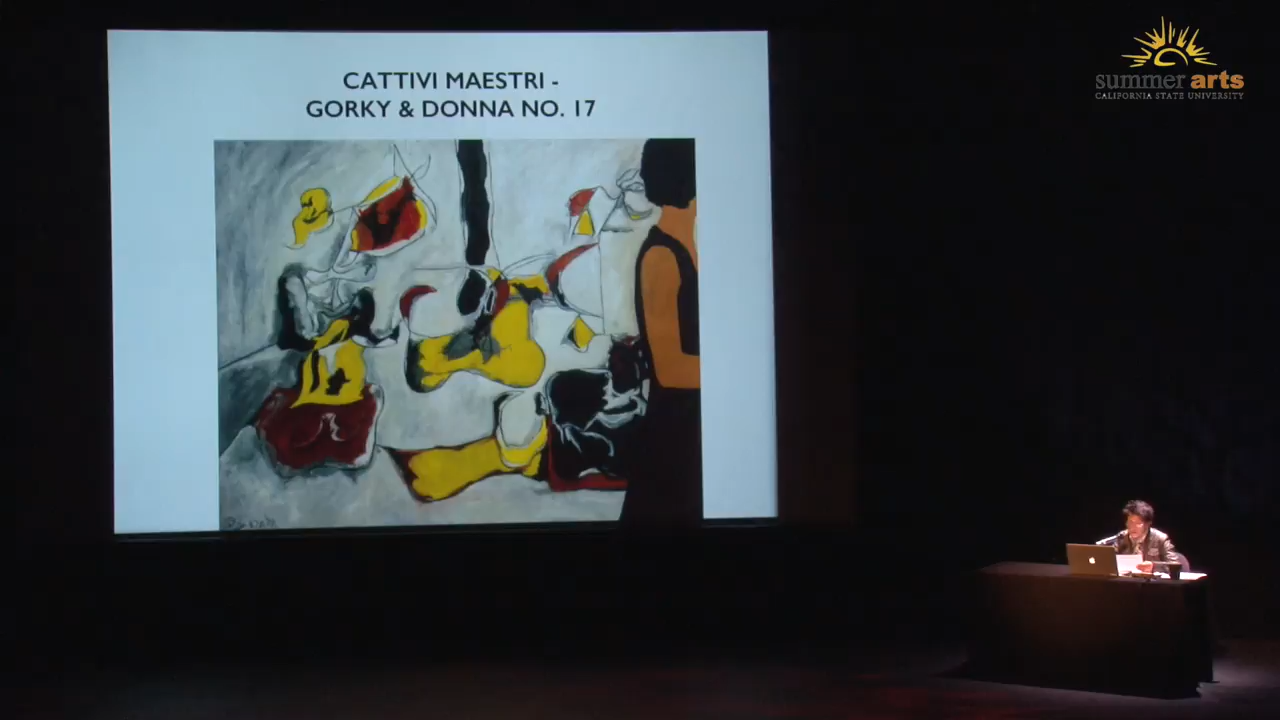 CATTIVI MAESTRI -
GORKY & DONNA NO. 17
summer arts
CALIFORNIA STATE UNIVERSITY